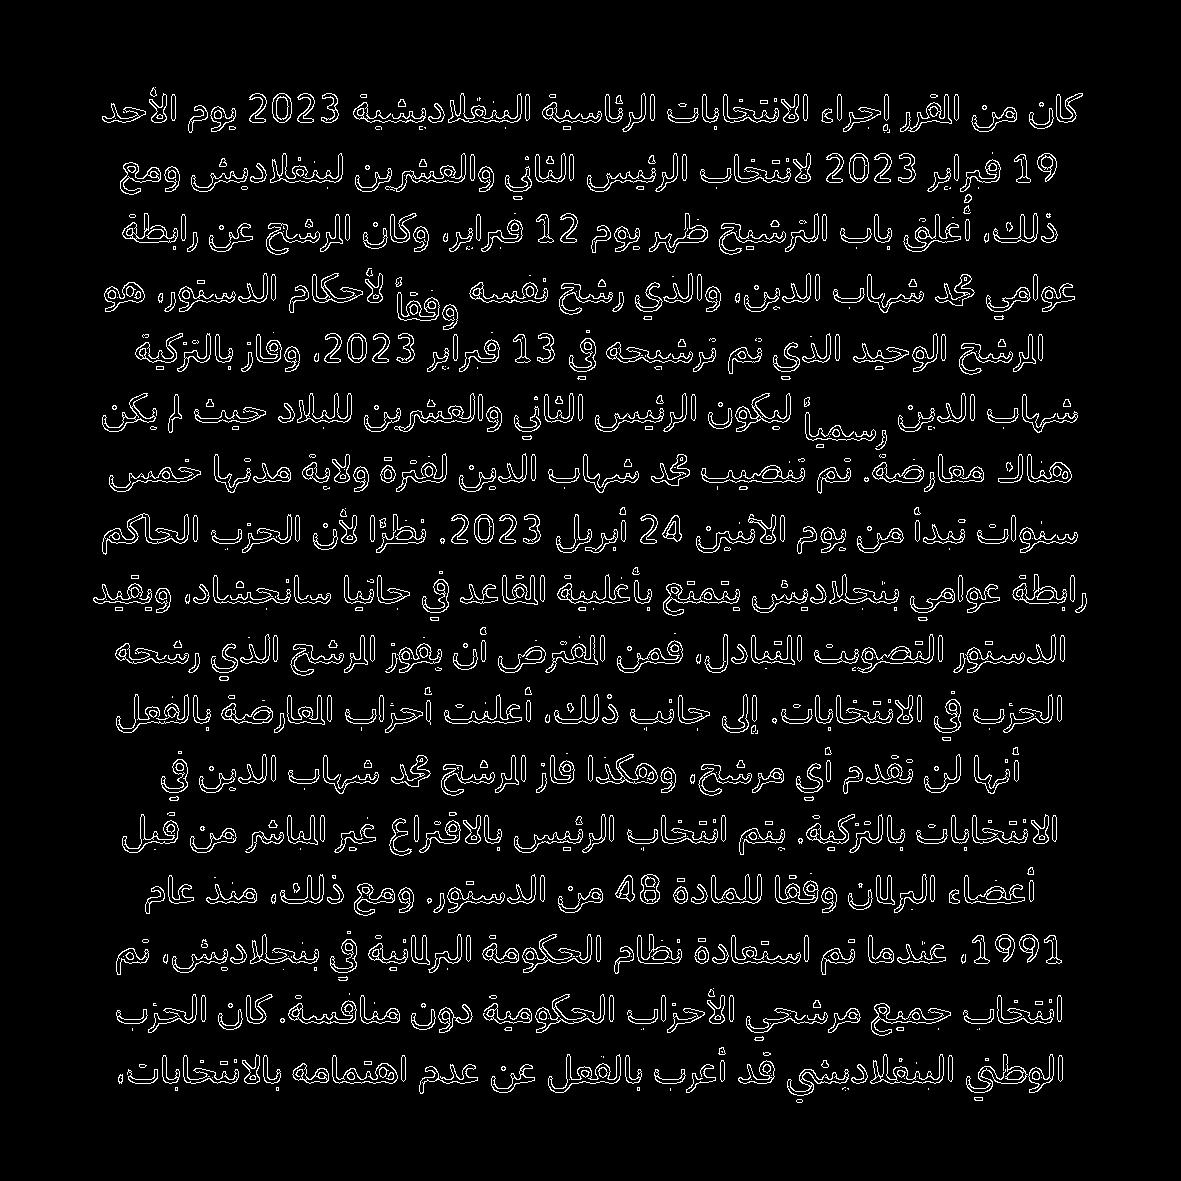 كان من المقرر إجراء الانتخابات الرئاسية البنغلاديشية 2023 يوم الأحد
19 فبراير 2023 لانتخاب الرئيس الثاني والعشرين لبنغلاديش ومع
ذلك، أُغلق باب الترشيح ظهر يوم 12 فبراير، وكان المرشح عن رابطة
عوامي محمد شهاب الدين، والذي رشح نفسه وفقاً لأحكام الدستور، هو
المرشح الوحيد الذي تم ترشيحه في 13 فبراير 2023، وفاز بالتزكية
شهاب الدين رسمياً ليكون الرئيس الثاني والعشرين للبلاد حيث لم يكن
هناك معارضة. تم تنصيب محمد شهاب الدين لفترة ولاية مدتها خمس
سنوات تبدأ من يوم الاثنين 24 أبريل 2023. نظرًا لأن الحزب الحاكم
رابطة عوامي بنجلاديش يتمتع بأغلبية المقاعد في جاتيا سانجشاد، ويقيد
الدستور التصويت المتبادل، فمن المفترض أن يفوز المرشح الذي رشحه
الحزب في الانتخابات. إلى جانب ذلك، أعلنت أحزاب المعارضة بالفعل
أنها لن تقدم أي مرشح، وهكذا فاز المرشح محمد شهاب الدين في
الانتخابات بالتزكية. يتم انتخاب الرئيس بالاقتراع غير المباشر من قبل
أعضاء البرلمان وفقا للمادة 48 من الدستور. ومع ذلك، منذ عام
1991، عندما تم استعادة نظام الحكومة البرلمانية في بنجلاديش، تم
انتخاب جميع مرشحي الأحزاب الحكومية دون منافسة. كان الحزب
الوطني البنغلاديشي قد أعرب بالفعل عن عدم اهتمامه بالانتخابات،